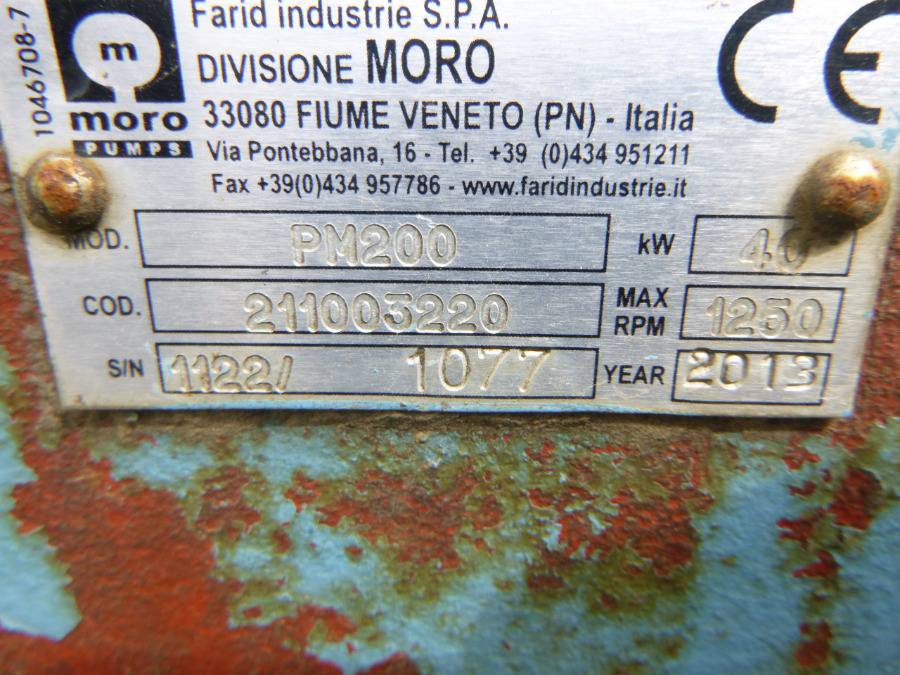 Farid industrie S.P.A.
DIVISIONE MORO
33080 FIUME VENETO (PN) - Italia
Via Pontebbana, 16 - Tel. +39 (0)434 951211
Fax +39(0)434 957786 - www.faridindustrie.it
1046708-7
m
moro
PUMPS
CE
MOD. PM200 kW 40
COD. 211003220 MAX RPM 1250
S/N 1122/ 1077 YEAR 2013